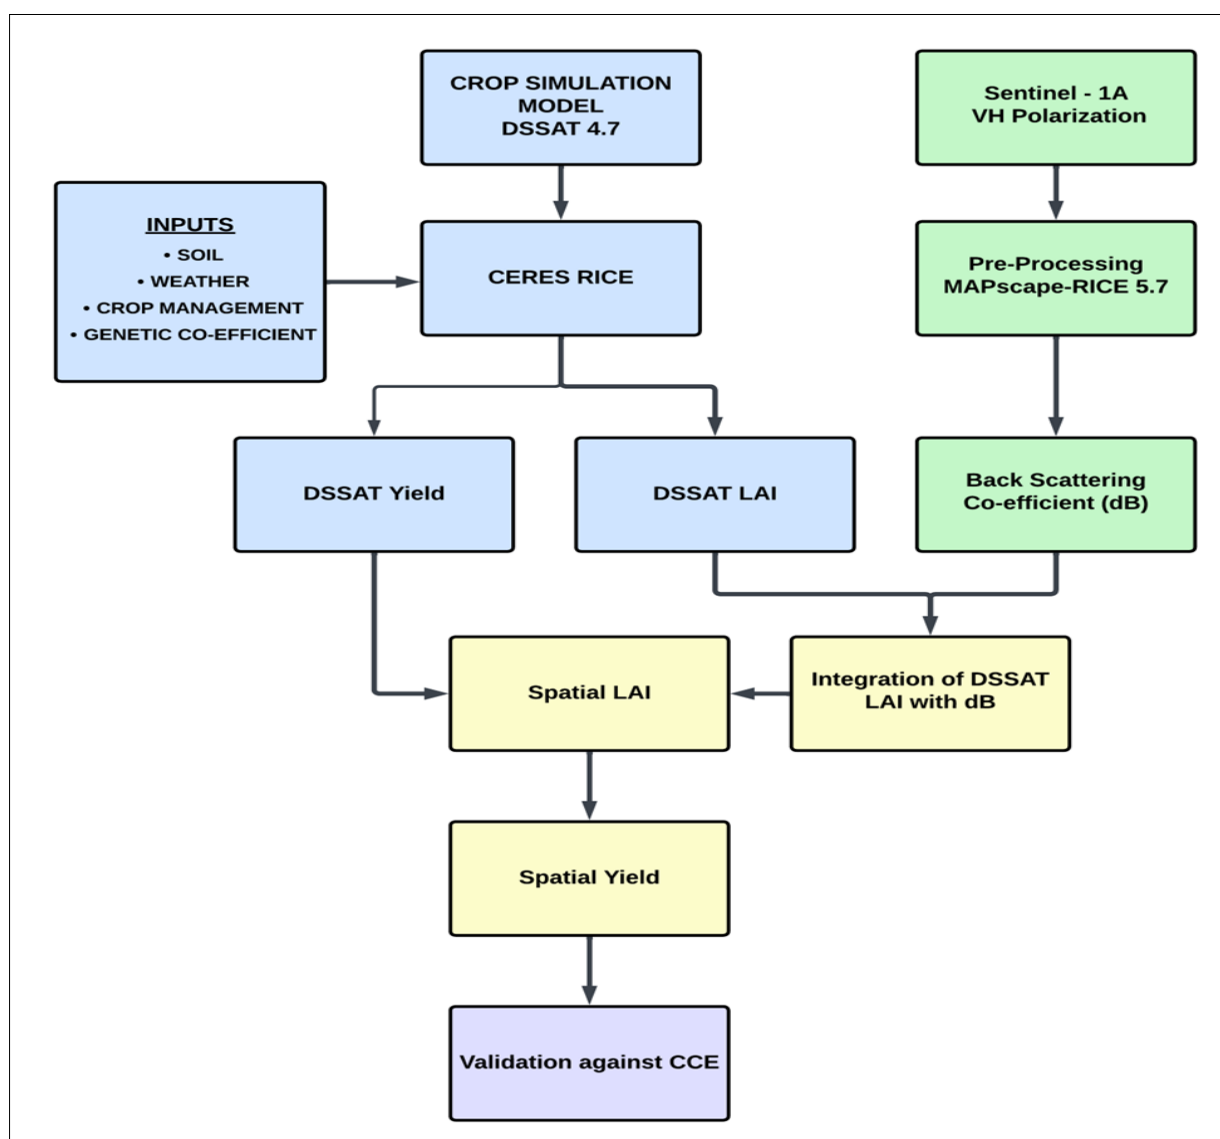 CROP SIMULATION
MODEL
DSSAT 4.7
Sentinel - 1A
VH Polarization
INPUTS
• SOIL
• WEATHER
• CROP MANAGEMENT
• GENETIC CO-EFFICIENT
CERES RICE
Pre-Processing
MAPscape-RICE 5.7
DSSAT Yield
DSSAT LAI
Back Scattering
Co-efficient (dB)
Spatial LAI
Integration of DSSAT
LAI with dB
Spatial Yield
Validation against CCE